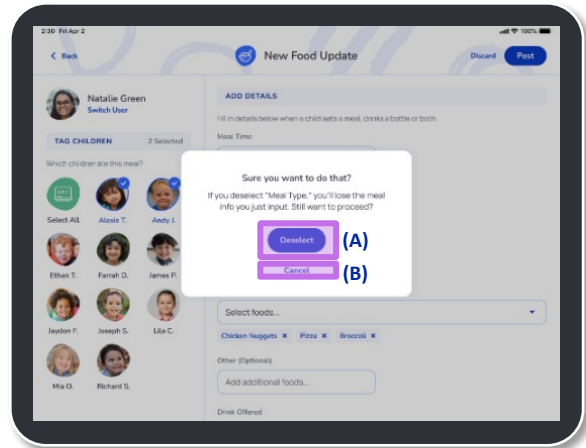 2:30 Fri Apr 2
100%
Back
New Food Update
Discard
Post
Natalie Green
Switch User
TAG CHILDREN
2 Selected
Which children ate this meal?
Select All
Alexis T.
Andy J.
Ethan T.
Farrah D.
James P.
Jaydon F.
Joseph S.
Lila C.
Mia O.
Richard S.
ADD DETAILS
Fill in details below when a child eats a meal, drinks a bottle or both.
Meal Time
Sure you want to do that?
If you deselect "Meal Type," you'll lose the meal
info you just input. Still want to proceed?
Deselect
(A)
Cancel
(B)
Select foods...
Chicken Nuggets ×
Pizza ×
Broccoli ×
Other (Optional)
Add additional foods...
Drink Offered